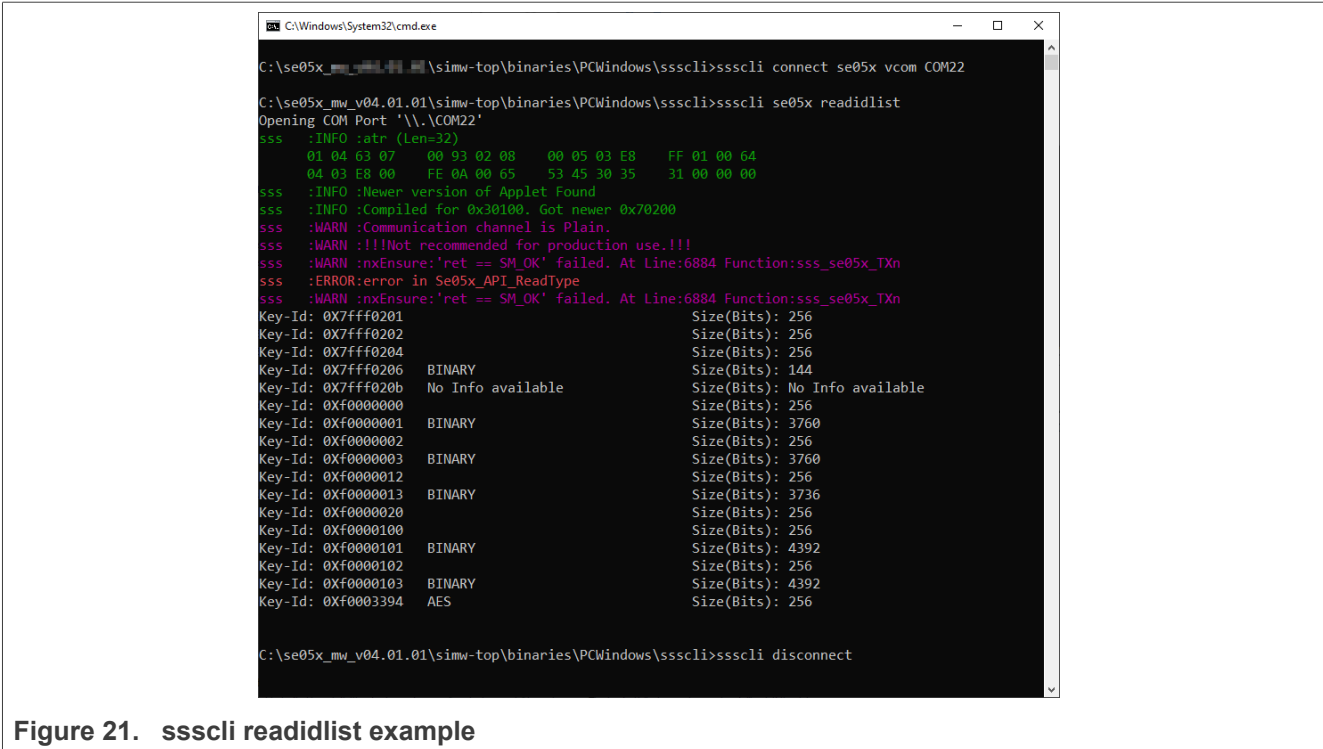 C:\Windows\System32\cmd.exe
C:\se05x_ \simw-top\binaries\PCWindows\ssscli>ssscli connect se05x vcom COM22
C:\se05x_mw_v04.01.01\simw-top\binaries\PCWindows\ssscli>ssscli se05x readidlist
Opening COM Port '\\.\COM22'
sss :INFO :atr (Len=32)
01 04 63 07 00 93 02 08 00 05 03 E8 FF 01 00 64
04 03 E8 00 FE 0A 00 65 53 45 30 35 31 00 00 00
sss :INFO :Newer version of Applet Found
sss :INFO :Compiled for 0x30100. Got newer 0x70200
sss :WARN :Communication channel is Plain.
sss :WARN :!!!Not recommended for production use.!!!
sss :WARN :nxEnsure:'ret == SM_OK' failed. At Line:6884 Function:sss_se05x_TXn
sss :ERROR:error in Se05x_API_ReadType
sss :WARN :nxEnsure:'ret == SM_OK' failed. At Line:6884 Function:sss_se05x_TXn
Key-Id: 0X7fff0201 Size(Bits): 256
Key-Id: 0X7fff0202 Size(Bits): 256
Key-Id: 0X7fff0204 Size(Bits): 256
Key-Id: 0X7fff0206 BINARY Size(Bits): 144
Key-Id: 0X7fff020b No Info available Size(Bits): No Info available
Key-Id: 0Xf0000000 Size(Bits): 256
Key-Id: 0Xf0000001 BINARY Size(Bits): 3760
Key-Id: 0Xf0000002 Size(Bits): 256
Key-Id: 0Xf0000003 BINARY Size(Bits): 3760
Key-Id: 0Xf0000012 Size(Bits): 256
Key-Id: 0Xf0000013 BINARY Size(Bits): 3736
Key-Id: 0Xf0000020 Size(Bits): 256
Key-Id: 0Xf0000100 Size(Bits): 256
Key-Id: 0Xf0000101 BINARY Size(Bits): 4392
Key-Id: 0Xf0000102 Size(Bits): 256
Key-Id: 0Xf0000103 BINARY Size(Bits): 4392
Key-Id: 0Xf0003394 AES Size(Bits): 256
C:\se05x_mw_v04.01.01\simw-top\binaries\PCWindows\ssscli>ssscli disconnect
Figure 21. ssscli readidlist example